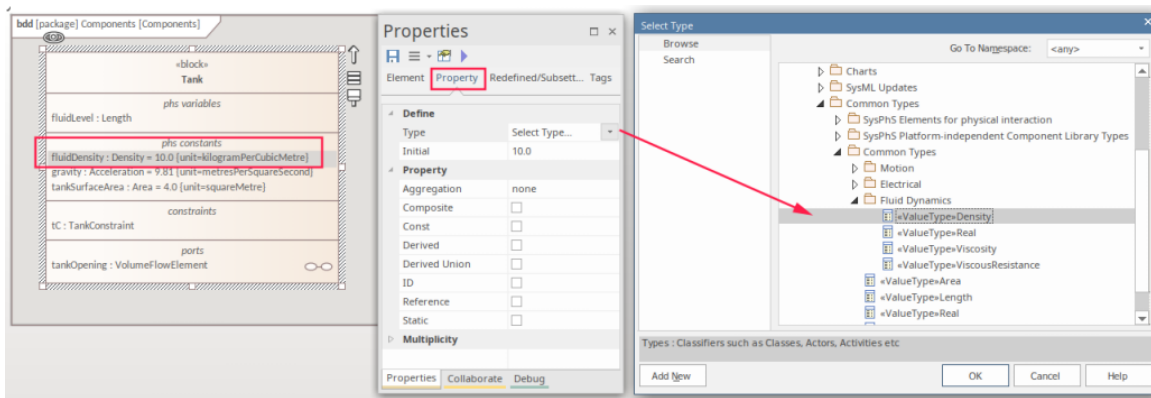 bdd [package] Components [Components]
«block»
Tank
phs variables
fluidLevel : Length
phs constants
fluidDensity : Density = 10.0 {unit=kilogramPerCubicMetre}
gravity : Acceleration = 9.81 {unit=metresPerSquareSecond}
tankSurfaceArea : Area = 4.0 {unit=squareMetre}
constraints
tC : TankConstraint
ports
tankOpening : VolumeFlowElement
Properties
Element Property Redefined/Subsett... Tags
Define
Type Select Type...
Initial 10.0
Property
Aggregation none
Composite
Const
Derived
Derived Union
ID
Reference
Static
Multiplicity
Properties Collaborate Debug
Select Type
Browse
Search
Go To Namespace: <any>
Charts
SysML Updates
Common Types
SysPhS Elements for physical interaction
SysPhS Platform-independent Component Library Types
Common Types
Motion
Electrical
Fluid Dynamics
«ValueType»Density
«ValueType»Real
«ValueType»Viscosity
«ValueType»ViscousResistance
«ValueType»Area
«ValueType»Length
«ValueType»Real
Types : Classifiers such as Classes, Actors, Activities etc
Add New OK Cancel Help